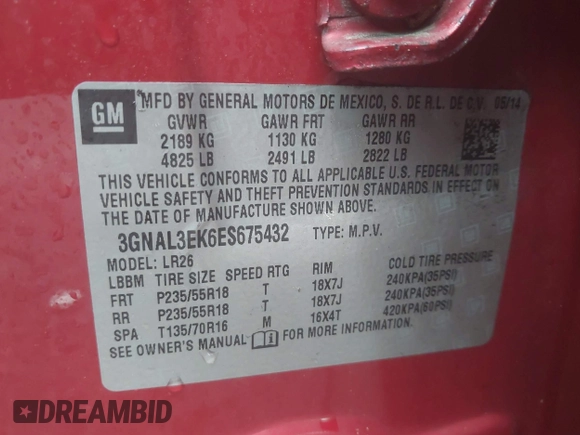 GM
MFD BY GENERAL MOTORS DE MEXICO, S. DE R.L. DE C.V. 05/14
GVWR GAWR FRT GAWR RR
2189 KG 1130 KG 1280 KG
4825 LB 2491 LB 2822 LB
THIS VEHICLE CONFORMS TO ALL APPLICABLE U.S. FEDERAL MOTOR
VEHICLE SAFETY AND THEFT PREVENTION STANDARDS IN EFFECT ON
THE DATE OF MANUFACTURE SHOWN ABOVE.
3GNAL3EK6ES675432 TYPE: M.P.V.
MODEL: LR26
LBBM TIRE SIZE SPEED RTG RIM COLD TIRE PRESSURE
FRT P235/55R18 T 18X7J 240KPA(35PSI)
RR P235/55R18 T 18X7J 240KPA(35PSI)
SPA T135/70R16 M 16X4T 420KPA(60PSI)
SEE OWNER'S MANUAL FOR MORE INFORMATION
DREAMBID